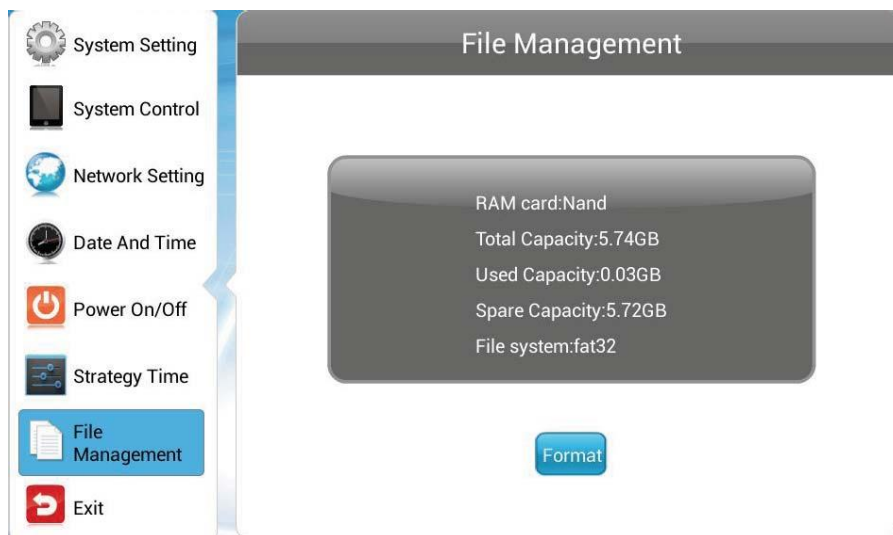 System Setting
System Control
Network Setting
Date And Time
Power On/Off
Strategy Time
File
Management
Exit
File Management
RAM card:Nand
Total Capacity:5.74GB
Used Capacity:0.03GB
Spare Capacity:5.72GB
File system:fat32
Format